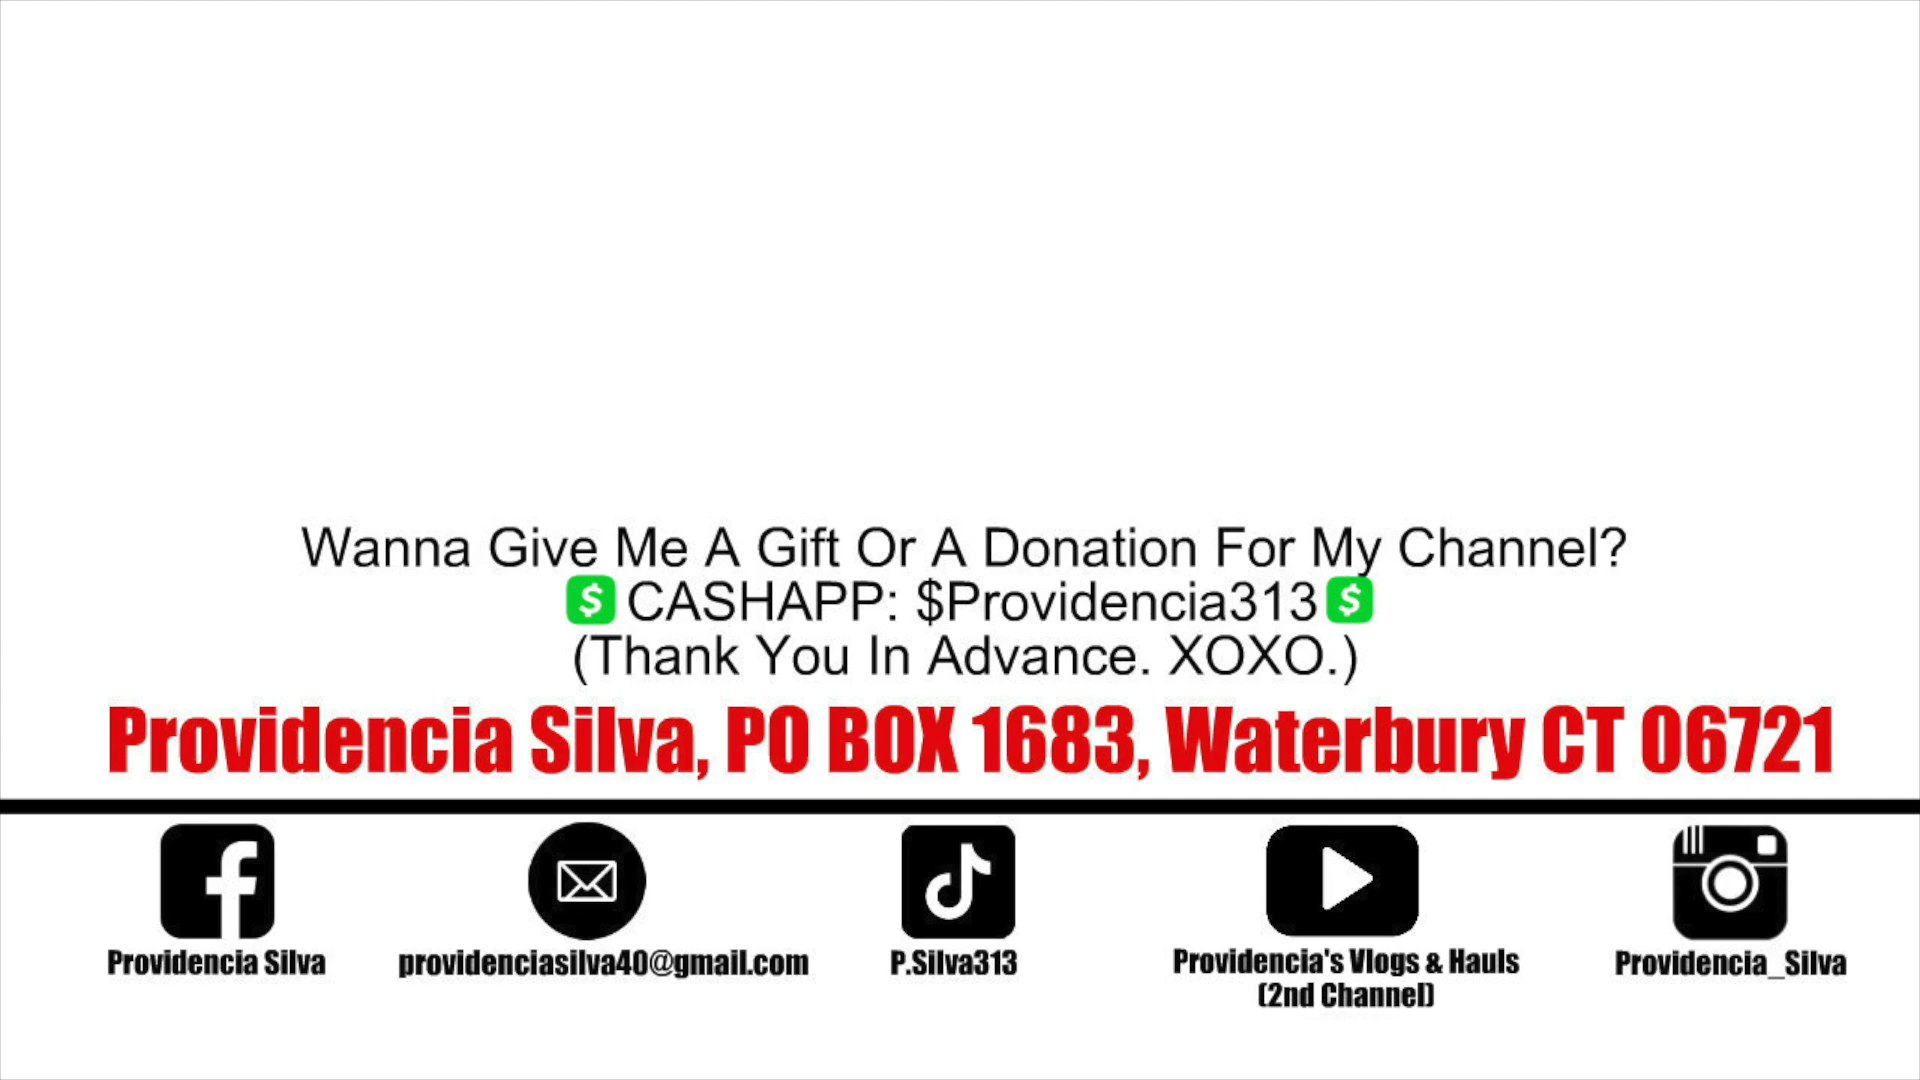 Wanna Give Me A Gift Or A Donation For My Channel?
$ CASHAPP: $Providencia313 $
(Thank You In Advance. XOXO.)
Providencia Silva, PO BOX 1683, Waterbury CT 06721
Providencia Silva
providenciasilva40@gmail.com
P.Silva313
Providencia's Vlogs & Hauls
(2nd Channel)
Providencia_Silva